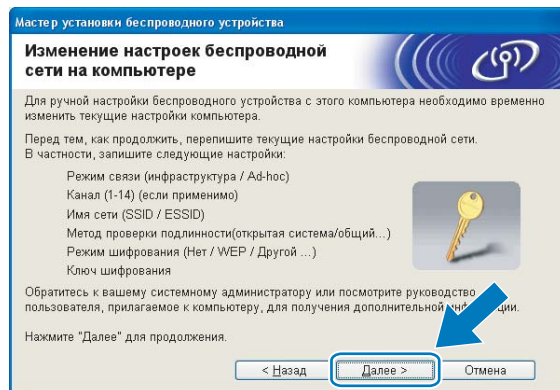 Мастер установки беспроводного устройства
Изменение настроек беспроводной
сети на компьютере
Для ручной настройки беспроводного устройства с этого компьютера необходимо временно
изменить текущие настройки компьютера.
Перед тем, как продолжить, перепишите текущие настройки беспроводной сети.
В частности, запишите следующие настройки:
Режим связи (инфраструктура / Ad-hoc)
Канал (1-14) (если применимо)
Имя сети (SSID / ESSID)
Метод проверки подлинности(открытая система/общий...)
Режим шифрования (Нет / WEP / Другой ...)
Ключ шифрования
Обратитесь к вашему системному администратору или посмотрите руководство
пользователя, прилагаемое к компьютеру, для получения дополнительной
Нажмите "Далее" для продолжения.
< Назад Далее > Отмена